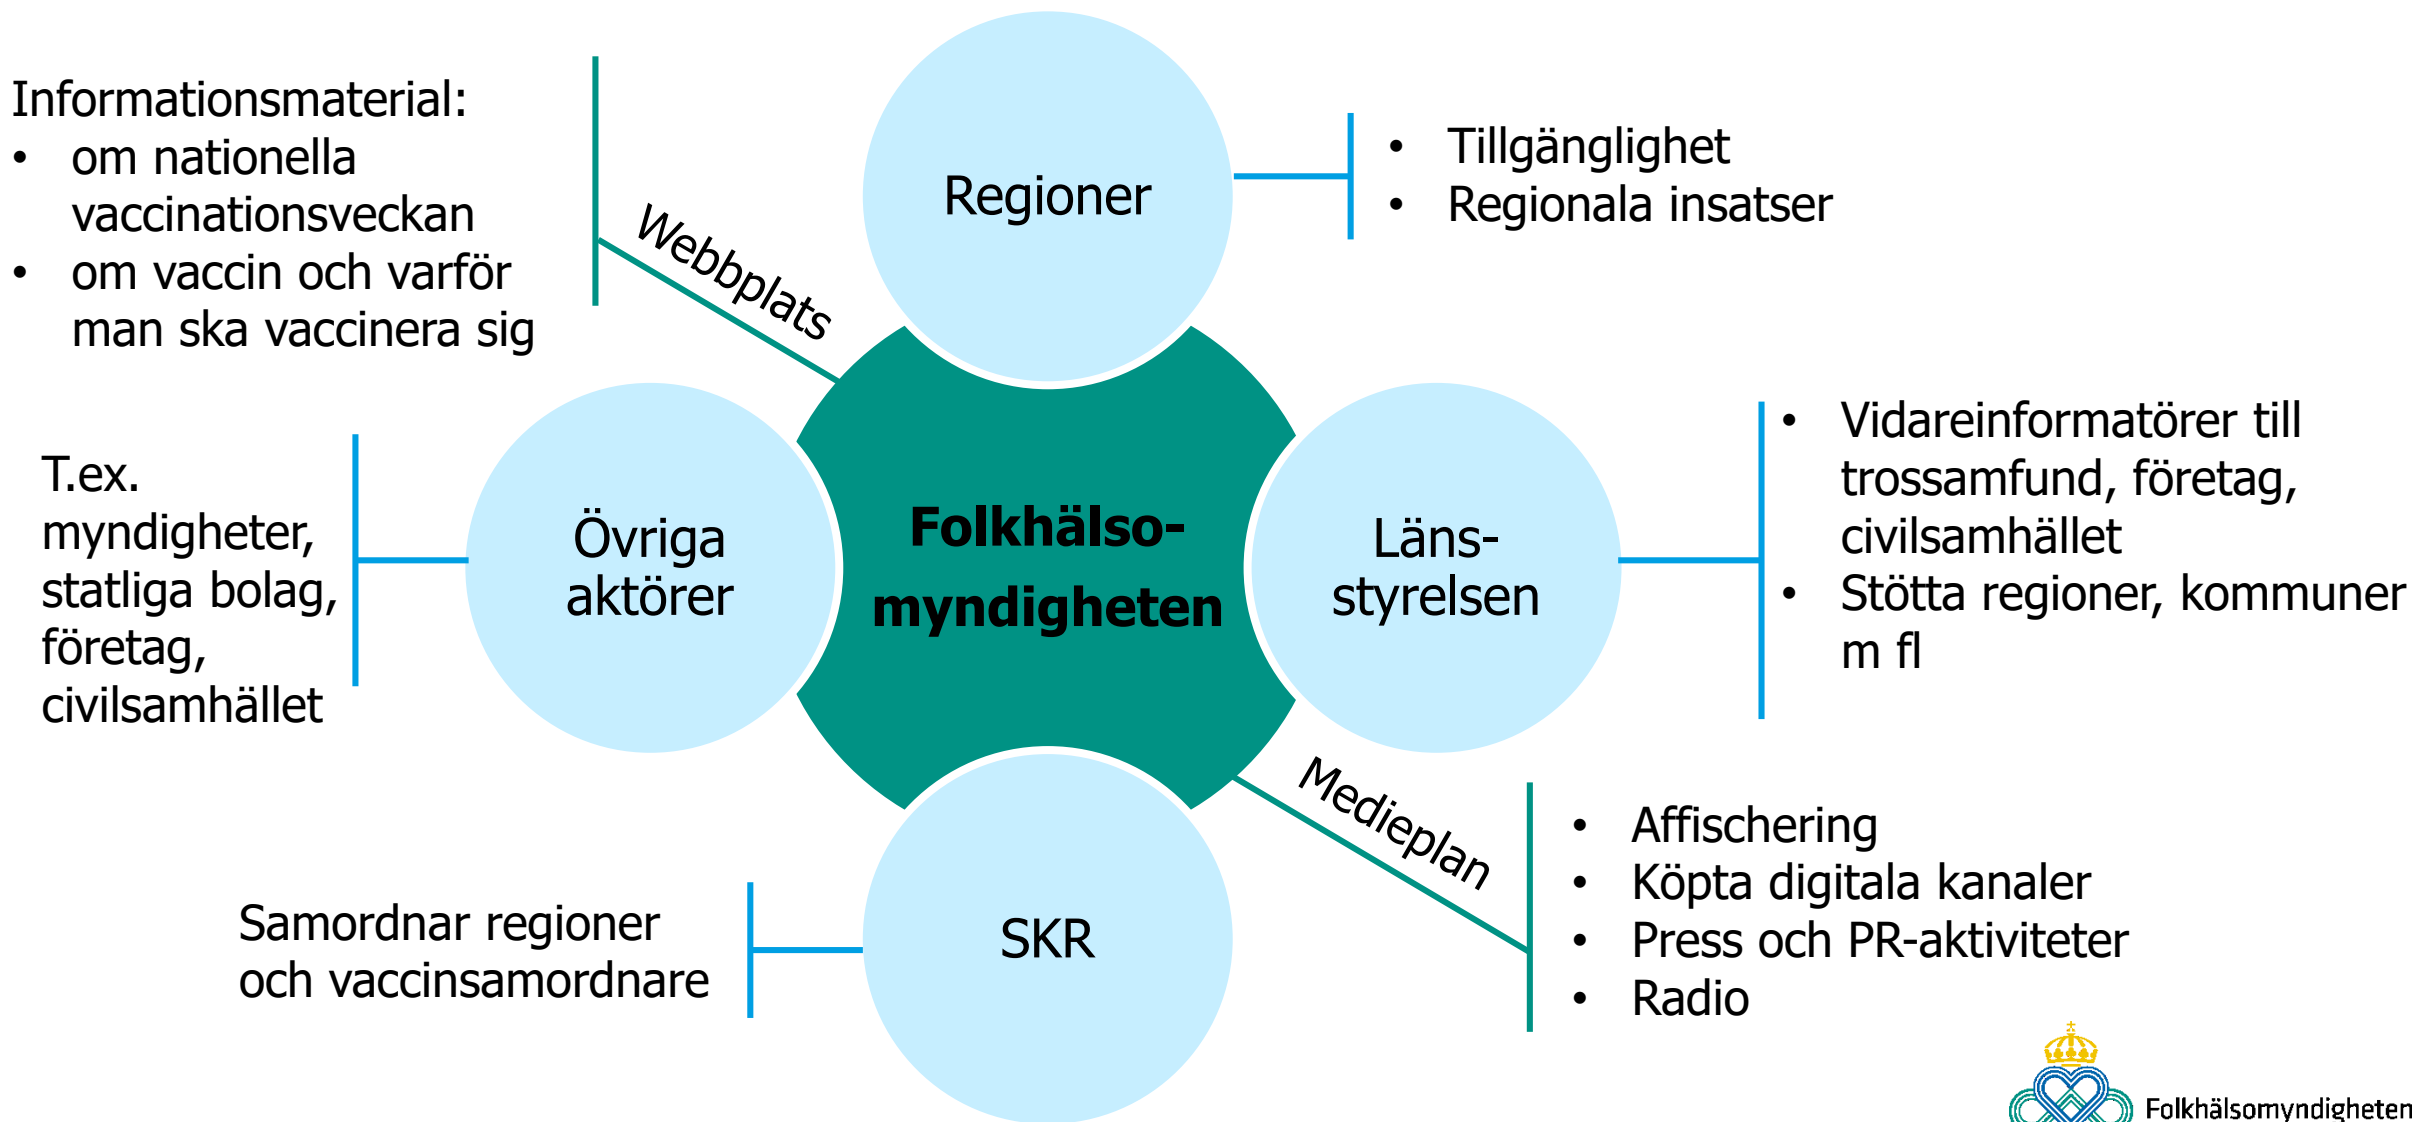 Informationsmaterial:
• om nationella
vaccinationsveckan
• om vaccin och varför
man ska vaccinera sig
Webbplats
Regioner
• Tillgänglighet
• Regionala insatser
T.ex.
myndigheter,
statliga bolag,
företag,
civilsamhället
Övriga
aktörer
Folkhälso-
myndigheten
Läns-
styrelsen
• Vidareinformatörer till
trossamfund, företag,
civilsamhället
• Stötta regioner, kommuner
m fl
Samordnar regioner
och vaccinsamordnare
SKR
Medieplan
• Affischering
• Köpta digitala kanaler
• Press och PR-aktiviteter
• Radio
Folkhälsomyndigheten